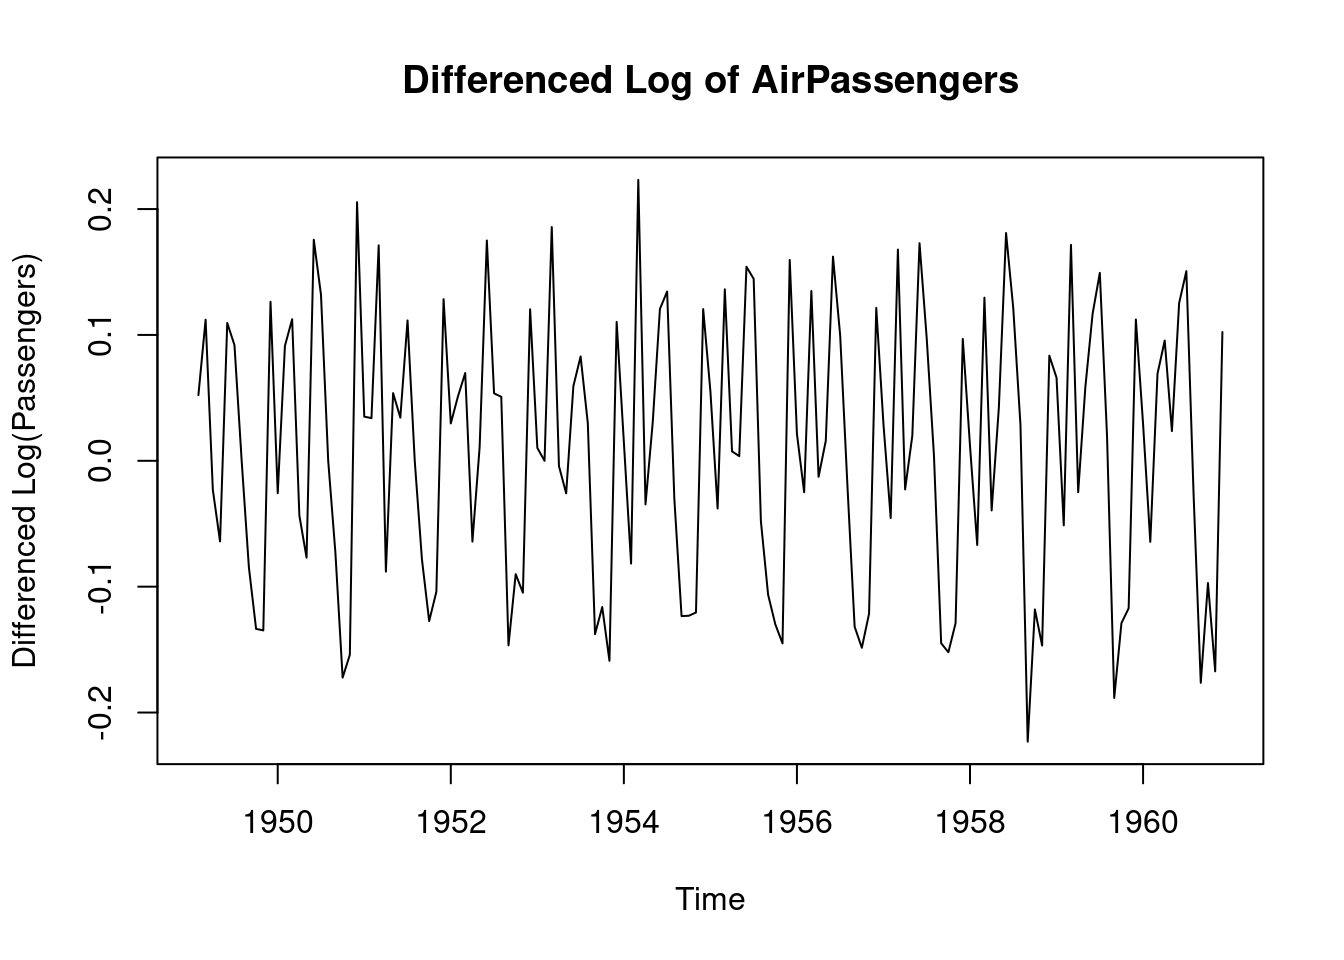 Differenced Log of AirPassengers
Differenced Log(Passengers)
0.2
0.1
0.0
-0.1
-0.2
1950 1952 1954 1956 1958 1960
Time